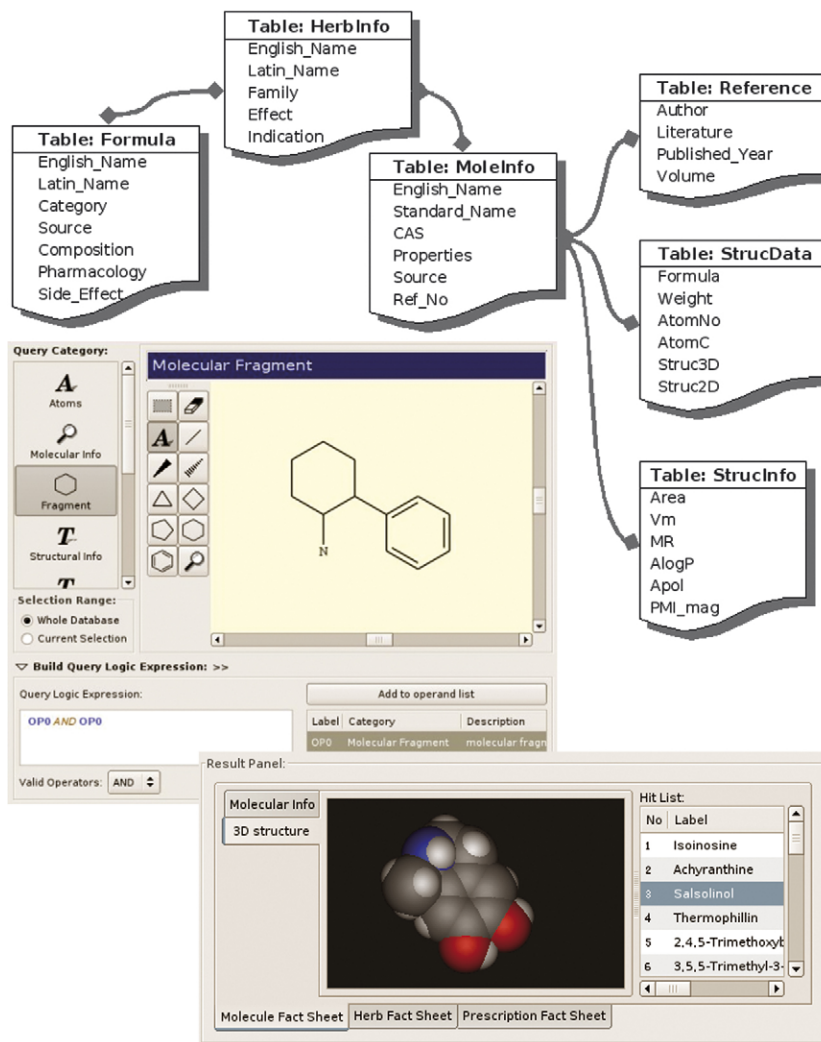 Table: HerbInfo
English_Name
Latin_Name
Family
Effect
Indication
Table: Formula
English_Name
Latin_Name
Category
Source
Composition
Pharmacology
Side_Effect
Table: MoleInfo
English_Name
Standard_Name
CAS
Properties
Source
Ref_No
Table: Reference
Author
Literature
Published_Year
Volume
Table: StrucData
Formula
Weight
AtomNo
AtomC
Struc3D
Struc2D
Table: StrucInfo
Area
Vm
MR
AlogP
Apol
PMI_mag
Query Category:
A
Atoms
Molecular Info
Fragment
T
Structural Info
T
Selection Range:
Whole Database
Current Selection
Molecular Fragment
A
N
Build Query Logic Expression: >>
Query Logic Expression:
OP0 AND OP0
Valid Operators: AND
Add to operand list
Label Category Description
OP0 Molecular Fragment molecular fragn
Result Panel:
Molecular Info
3D structure
Hit List:
No Label
1 Isoinosine
2 Achyranthine
3 Salsolinol
4 Thermophillin
5 2,4,5-Trimethoxyb
6 3,5,5-Trimethyl-3-
Molecule Fact Sheet Herb Fact Sheet Prescription Fact Sheet